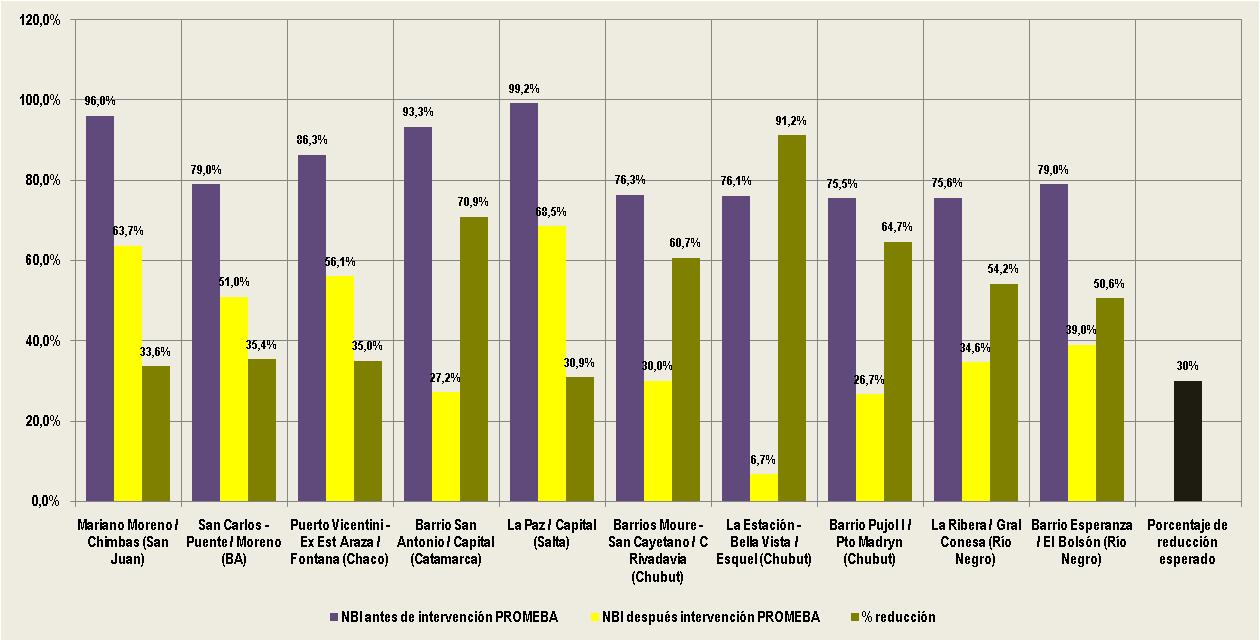 120,0%
100,0%
80,0%
60,0%
40,0%
20,0%
0,0%
96,0%
63,7%
33,6%
79,0%
51,0%
35,4%
86,3%
56,1%
35,0%
93,3%
27,2%
70,9%
99,2%
68,5%
30,9%
76,3%
30,0%
60,7%
76,1%
6,7%
91,2%
75,5%
26,7%
64,7%
75,6%
34,6%
54,2%
79,0%
39,0%
50,6%
30%
Mariano Moreno /
Chimbas (San
Juan)
San Carlos -
Puente / Moreno
(BA)
Puerto Vicentini -
Ex Est Araza /
Fontana (Chaco)
Barrio San
Antonio / Capital
(Catamarca)
La Paz / Capital
(Salta)
Barrios Moure -
San Cayetano / C
Rivadavia
(Chubut)
La Estación -
Bella Vista /
Esquel (Chubut)
Barrio Pujol I /
Pto Madryn
(Chubut)
La Ribera / Gral
Conesa (Río
Negro)
Barrio Esperanza
/ El Bolsón (Río
Negro)
Porcentaje de
reducción
esperado
NBI antes de intervención PROMEBA
NBI después intervención PROMEBA
% reducción